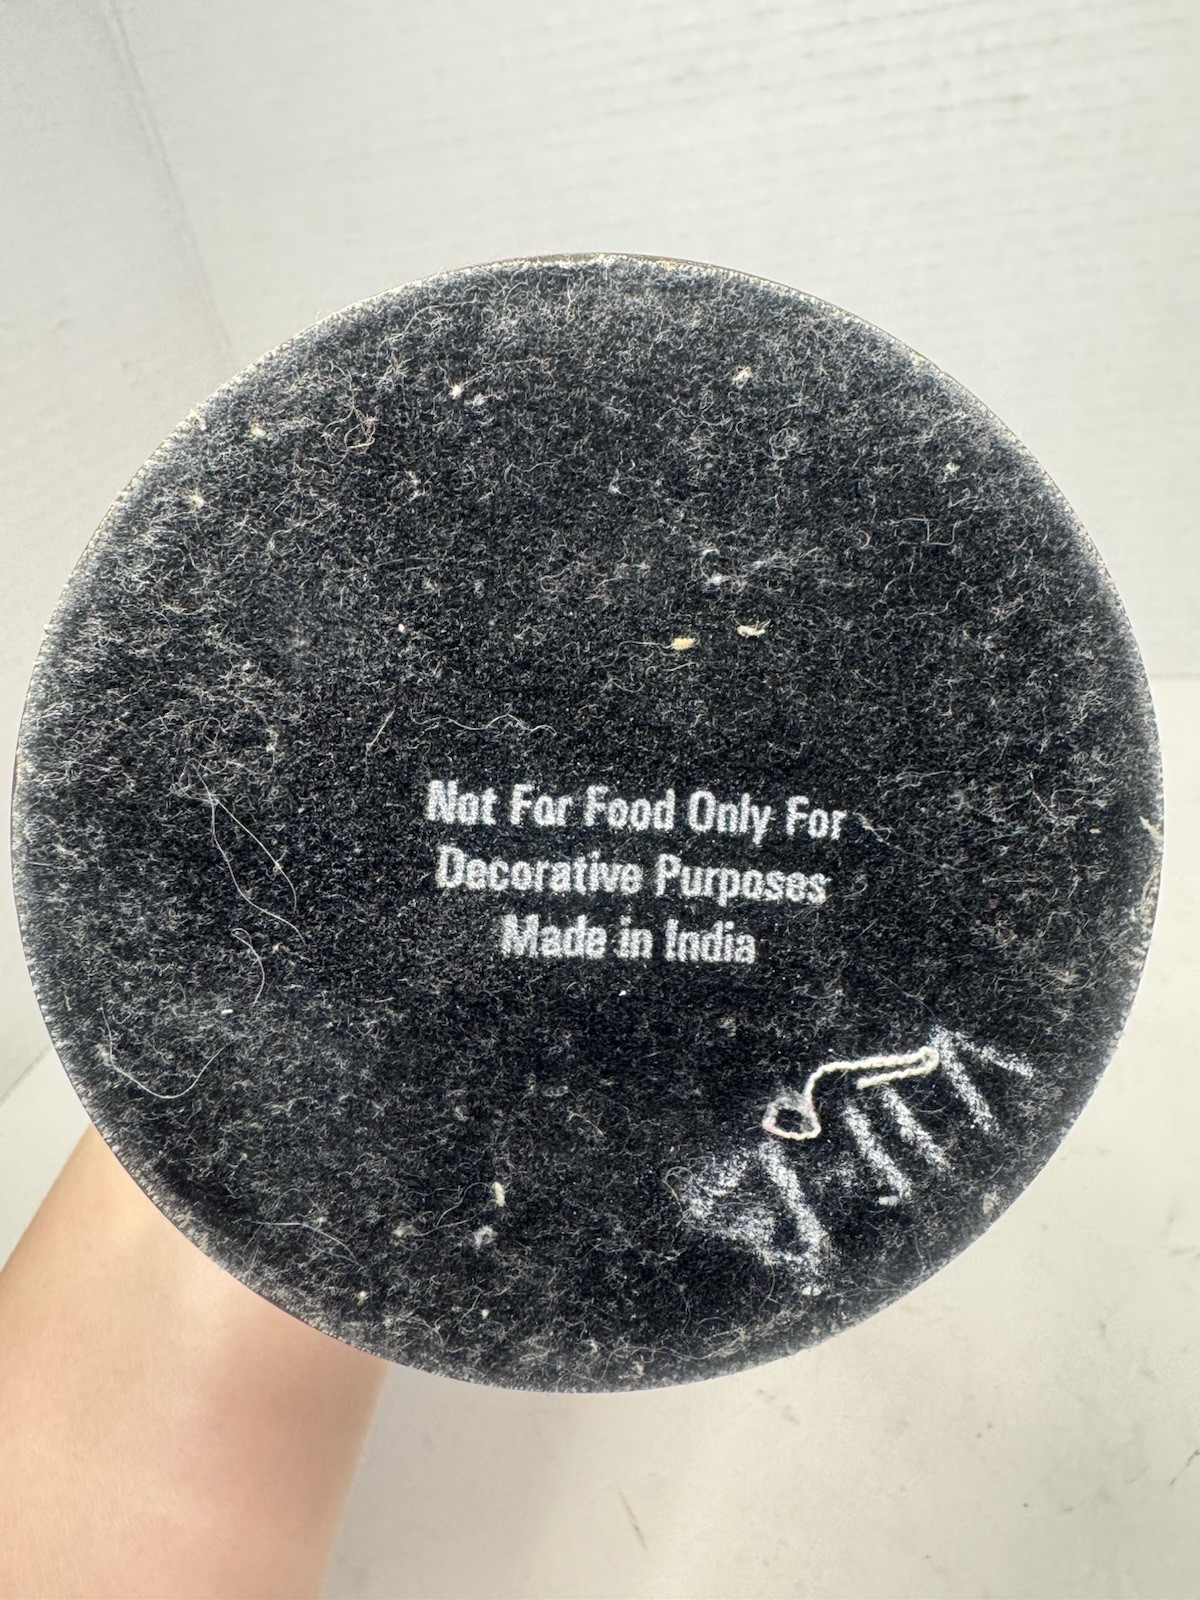 Not For Food Only For
Decorative Purposes
Made in India